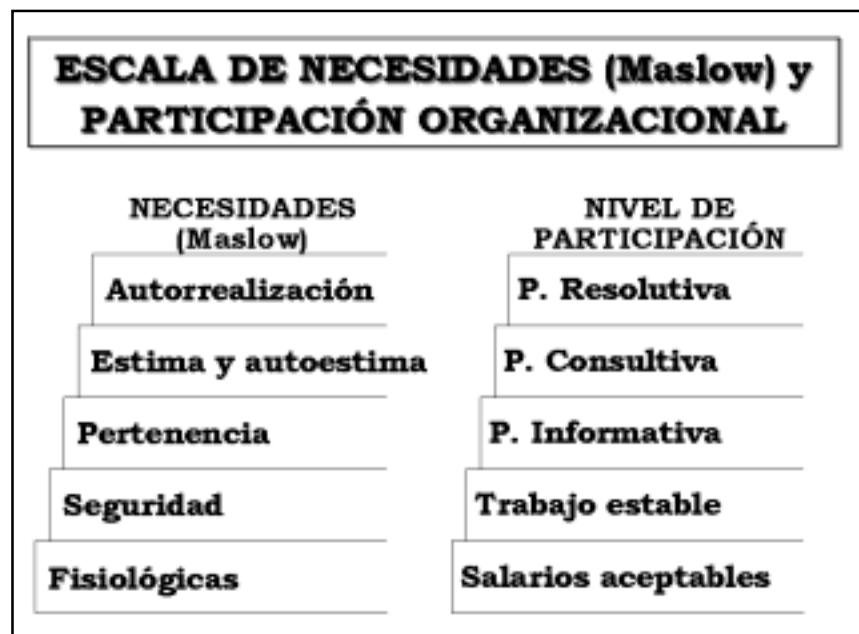 ESCALA DE NECESIDADES (Maslow) y
PARTICIPACIÓN ORGANIZACIONAL
NECESIDADES
(Maslow)
Autorrealización
Estima y autoestima
Pertenencia
Seguridad
Fisiológicas
NIVEL DE
PARTICIPACIÓN
P. Resolutiva
P. Consultiva
P. Informativa
Trabajo estable
Salarios aceptables